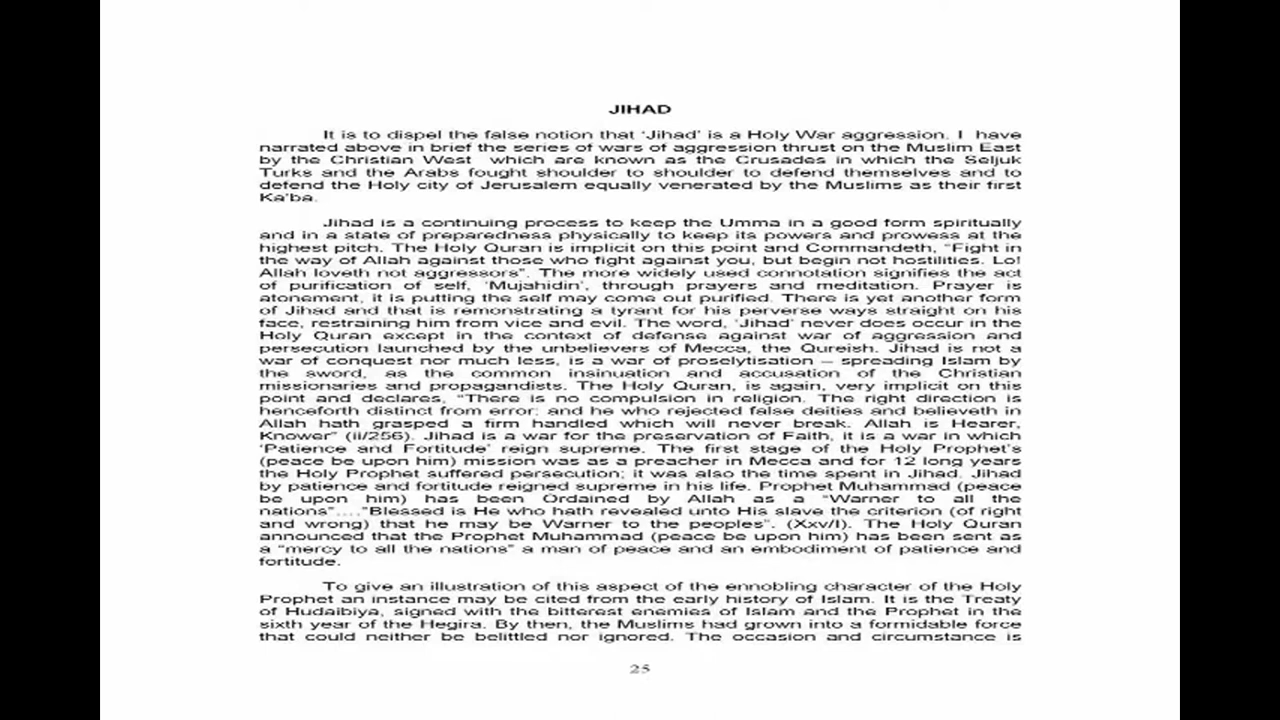 JIHAD
It is to dispel the false notion that 'Jihad' is a Holy War aggression. I have
narrated above in brief the series of wars of aggression thrust on the Muslim East
by the Christian West which are known as the Crusades in which the Seljuk
Turks and the Arabs fought shoulder to shoulder to defend themselves and to
defend the Holy city of Jerusalem equally venerated by the Muslims as their first
Ka'ba.
Jihad is a continuing process to keep the Umma in a good form spiritually
and in a state of preparedness physically to keep its powers and prowess at the
highest pitch. The Holy Quran is implicit on this point and Commandeth, "Fight in
the way of Allah against those who fight against you, but begin not hostilities. Lo!
Allah loveth not aggressors". The more widely used connotation signifies the act
of purification of self, 'Mujahidin', through prayers and meditation. Prayer is
atonement, it is putting the self may come out purified. There is yet another form
of Jihad and that is remonstrating a tyrant for his perverse ways straight on his
face, restraining him from vice and evil. The word, 'Jihad' never does occur in the
Holy Quran except in the context of defense against war of aggression and
persecution launched by the unbelievers of Mecca, the Qureish. Jihad is not a
war of conquest nor much less, is a war of proselytisation – spreading Islam by
the sword, as the common insinuation and accusation of the Christian
missionaries and propagandists. The Holy Quran, is again, very implicit on this
point and declares, "There is no compulsion in religion. The right direction is
henceforth distinct from error; and he who rejected false deities and believeth in
Allah hath grasped a firm handled which will never break. Allah is Hearer,
Knower" (ii/256). Jihad is a war for the preservation of Faith, it is a war in which
'Patience and Fortitude' reign supreme. The first stage of the Holy Prophet's
(peace be upon him) mission was as a preacher in Mecca and for 12 long years
the Holy Prophet suffered persecution; it was also the time spent in Jihad. Jihad
by patience and fortitude reigned supreme in his life. Prophet Muhammad (peace
be upon him) has been Ordained by Allah as a "Warner to all the
nations"...."Blessed is He who hath revealed unto His slave the criterion (of right
and wrong) that he may be Warner to the peoples". (Xxv/I). The Holy Quran
announced that the Prophet Muhammad (peace be upon him) has been sent as
a "mercy to all the nations" a man of peace and an embodiment of patience and
fortitude.
To give an illustration of this aspect of the ennobling character of the Holy
Prophet an instance may be cited from the early history of Islam. It is the Treaty
of Hudaibiya, signed with the bitterest enemies of Islam and the Prophet in the
sixth year of the Hegira. By then, the Muslims had grown into a formidable force
that could neither be belittled nor ignored. The occasion and circumstance is
25